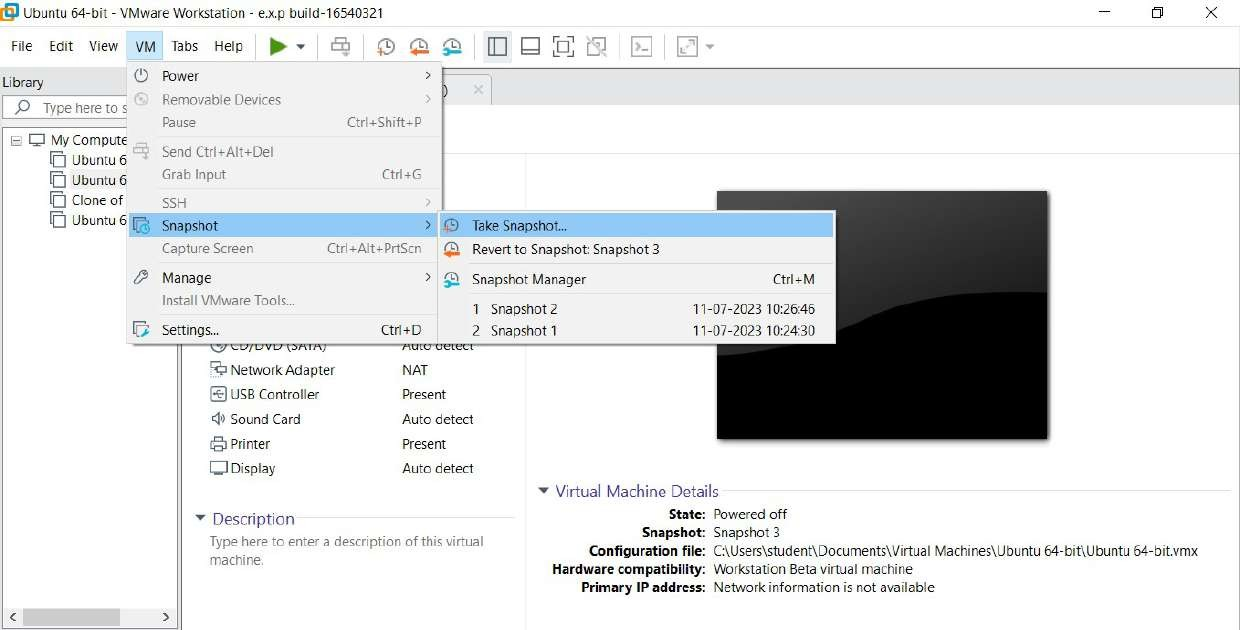 Ubuntu 64-bit - VMware Workstation - e.x.p build-16540321
File Edit View VM Tabs Help
Library
Type here to s
My Compute
Ubuntu 6
Ubuntu 6
Clone of
Ubuntu 6
Power
Removable Devices
Pause Ctrl+Shift+P
Send Ctrl+Alt+Del
Grab Input Ctrl+G
SSH
Snapshot
Capture Screen Ctrl+Alt+PrtScn
Manage
Install VMware Tools...
Settings... Ctrl+D
Take Snapshot...
Revert to Snapshot: Snapshot 3
Snapshot Manager Ctrl+M
1 Snapshot 2 11-07-2023 10:26:46
2 Snapshot 1 11-07-2023 10:24:30
CD/DVD (SATA) Auto detect
Network Adapter NAT
USB Controller Present
Sound Card Auto detect
Printer Present
Display Auto detect
Description
Type here to enter a description of this virtual
machine.
Virtual Machine Details
State: Powered off
Snapshot: Snapshot 3
Configuration file: C:\Users\student\Documents\Virtual Machines\Ubuntu 64-bit\Ubuntu 64-bit.vmx
Hardware compatibility: Workstation Beta virtual machine
Primary IP address: Network information is not available